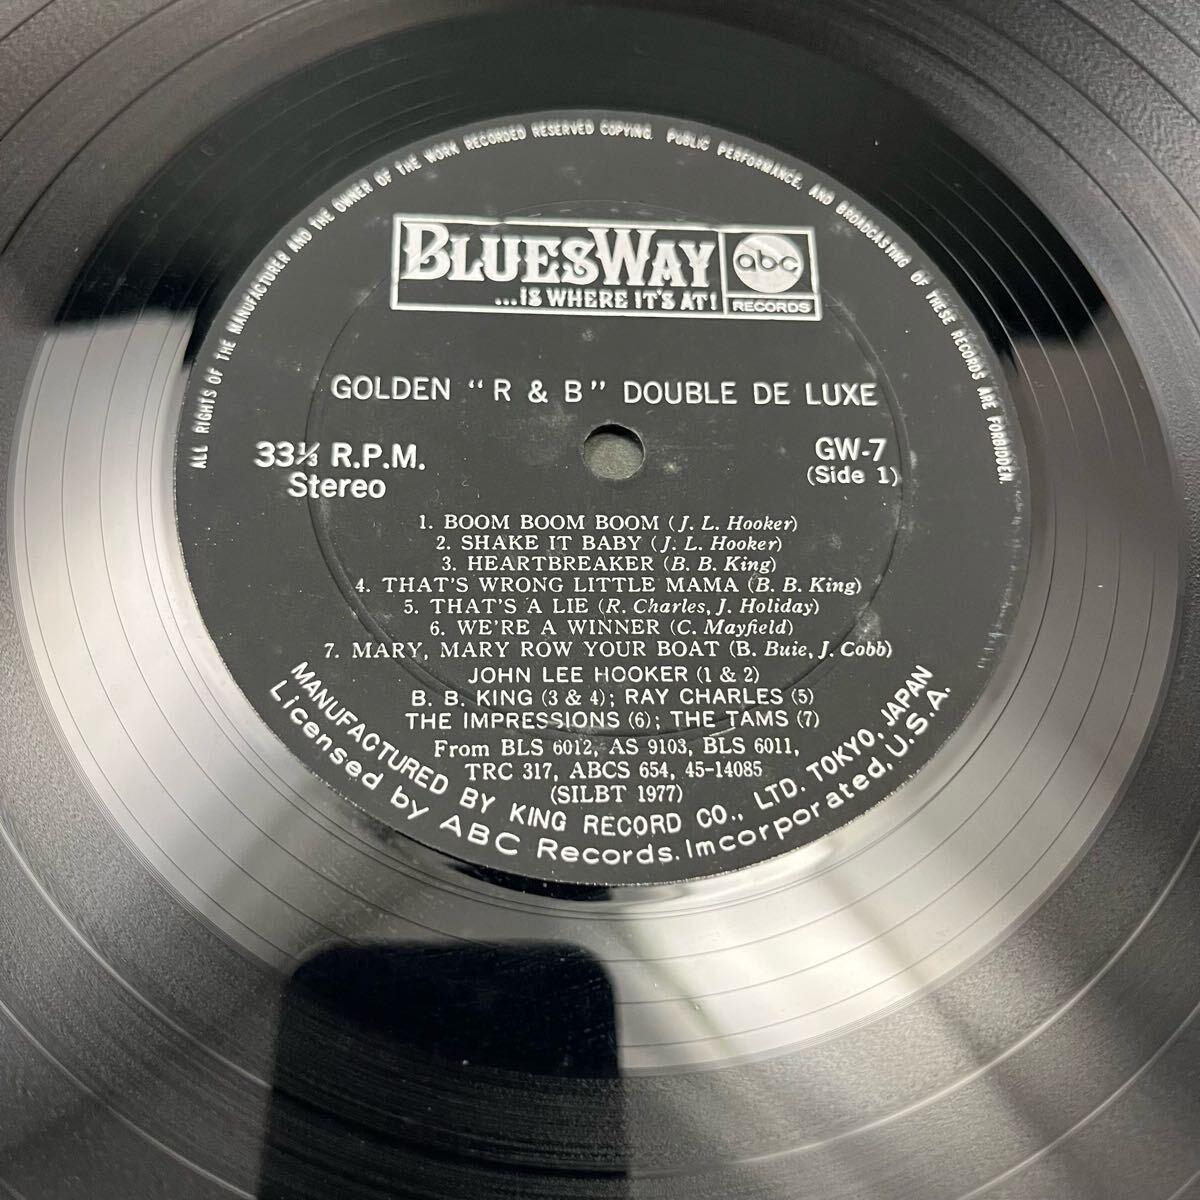 ALL RIGHTS OF THE MANUFACTURER AND THE OWNER OF THE WORK RECORDED RESERVED COPYING. PUBLIC PERFORMANCE, AND BROADCASTING OF THESE RECORDS ARE FORBIDDEN.
BLUESWAY
...IS WHERE IT'S AT!
abc
RECORDS
GOLDEN "R & B" DOUBLE DE LUXE
33⅓ R.P.M.
Stereo
GW-7
(Side 1)
1. BOOM BOOM BOOM (J. L. Hooker)
2. SHAKE IT BABY (J. L. Hooker)
3. HEARTBREAKER (B. B. King)
4. THAT'S WRONG LITTLE MAMA (B. B. King)
5. THAT'S A LIE (R. Charles, J. Holiday)
6. WE'RE A WINNER (C. Mayfield)
7. MARY, MARY ROW YOUR BOAT (B. Buie, J. Cobb)
JOHN LEE HOOKER (1 & 2)
B. B. KING (3 & 4); RAY CHARLES (5)
THE IMPRESSIONS (6); THE TAMS (7)
From BLS 6012, AS 9103, BLS 6011,
TRC 317, ABCS 654, 45-14085
(SILBT 1977)
MANUFACTURED BY KING RECORD CO., LTD. TOKYO, JAPAN
Licensed by ABC Records. Imcorporated, U.S.A.